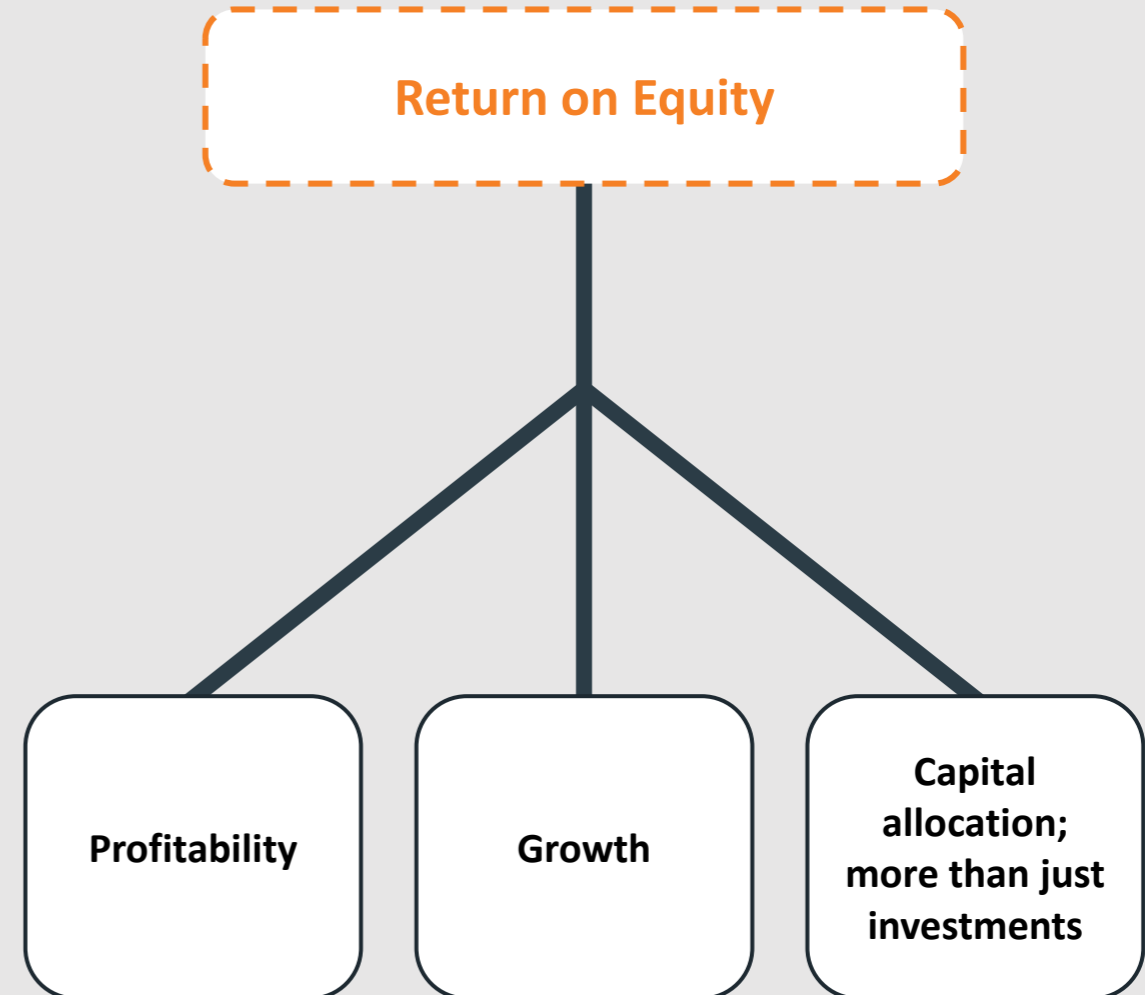 Return on Equity
Profitability
Growth
Capital
allocation;
more than just
investments